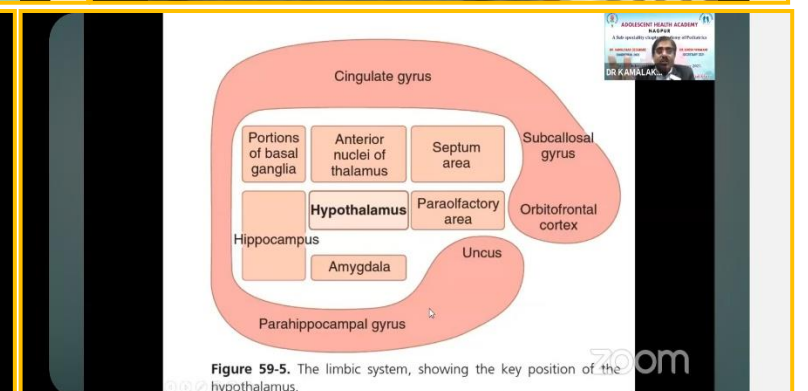 ADOLESCENT HEALTH ACADEMY
NAGPUR
DR KAMALAK...
Cingulate gyrus
Portions
of basal
ganglia
Anterior
nuclei of
thalamus
Septum
area
Subcallosal
gyrus
Hypothalamus
Paraolfactory
area
Orbitofrontal
cortex
Hippocampus
Amygdala
Uncus
Parahippocampal gyrus
zoom
Figure 59-5. The limbic system, showing the key position of the
hypothalamus.